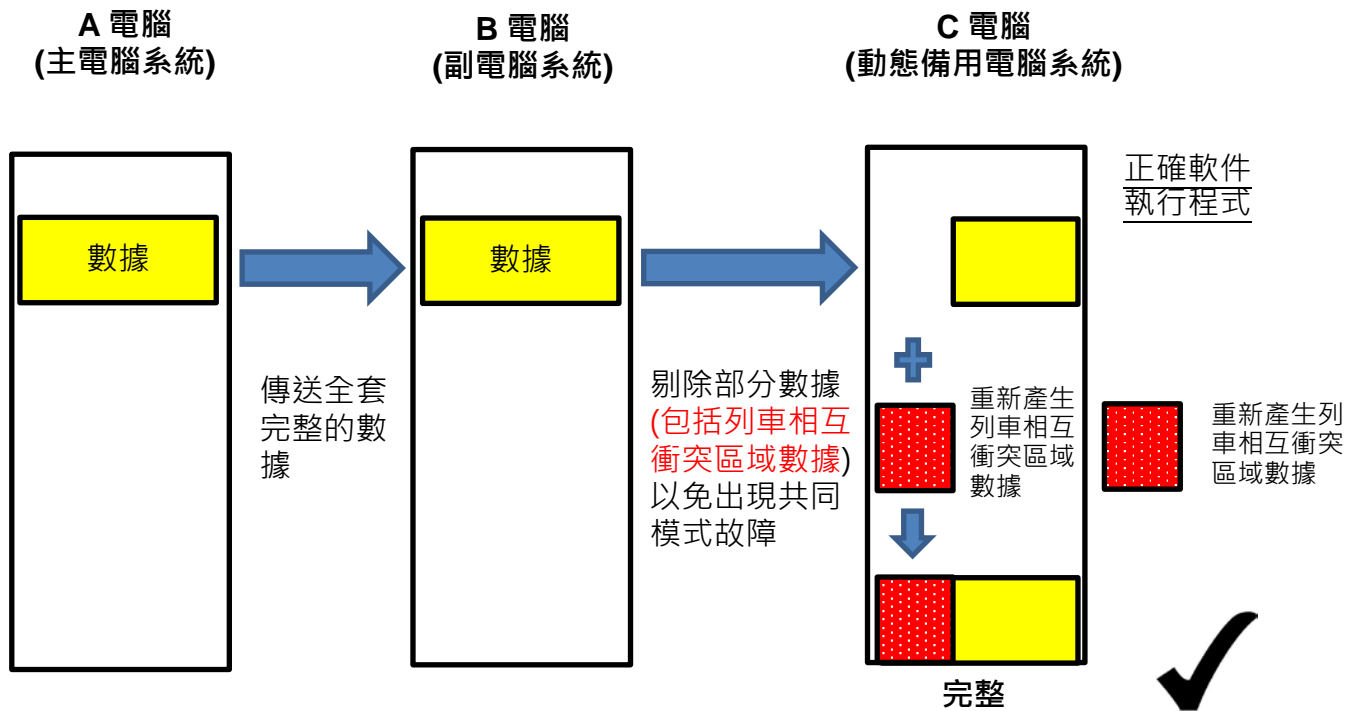 A 電腦
(主電腦系統)
B 電腦
(副電腦系統)
C 電腦
(動態備用電腦系統)
正確軟件
執行程式
數據
數據
傳送全套
完整的數
據
剔除部分數據
(包括列車相互
衝突區域數據)
以免出現共同
模式故障
重新產生
列車相互
衝突區域
數據
重新產生列
車相互衝突
區域數據
完整